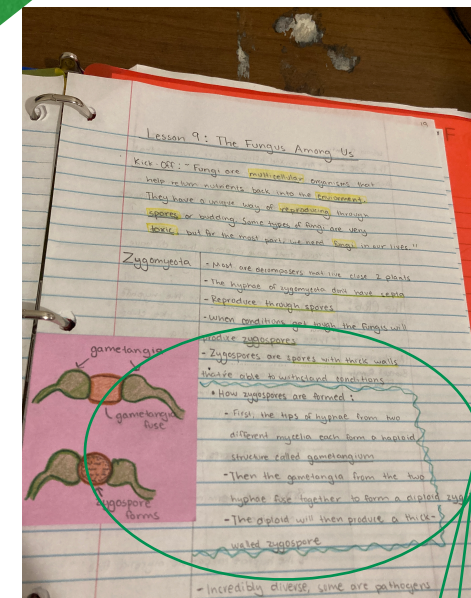 19
F
Lesson 9: The Fungus Among Us
Kick-Off: "Fungi are multicellular organisms that
help return nutrients back into the enviorment.
They have a unique way of reproducing through
spores or budding. Some types of fungi are very
toxic, but for the most part, we need fungi in our lives."
Zygomycota
- Most are decomposers that live close 2 plants
- The hyphae of zygomycota don't have septa
- Reproduce through spores
- When conditions get tough the fungis will
produze zygospores
- Zygospores are spores with thick walls
that're able to withstand conditions
• How zygospores are formed:
- First, the tips of hyphae from two
different mycelia each form a haploid
structure called gametangium
- Then the gametangia from the two
hyphae fuse together to form a diploid zyg
- The diploid will then produce a thick-
walled zygospore
- Incredibly diverse, some are pathogens
gametangia
gametangia
fuse
zygospore
forms